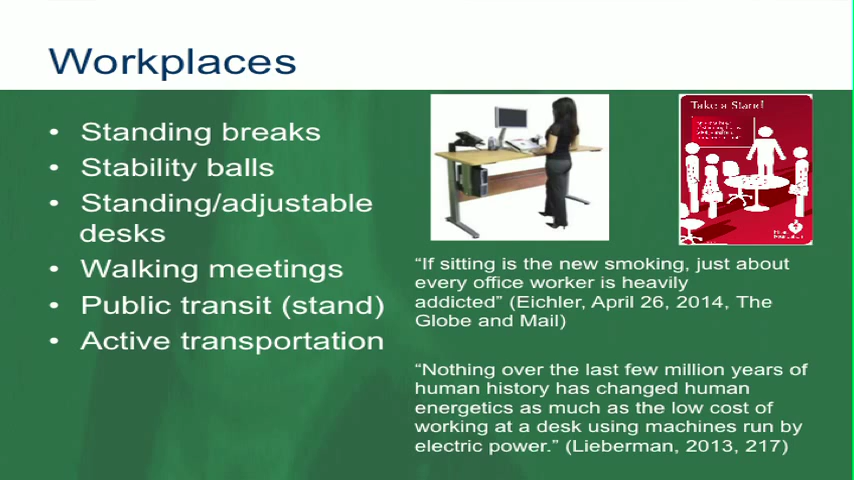 Workplaces
• Standing breaks
• Stability balls
• Standing/adjustable
desks
• Walking meetings
• Public transit (stand)
• Active transportation
Take a Stand!
“If sitting is the new smoking, just about
every office worker is heavily
addicted” (Eichler, April 26, 2014, The
Globe and Mail)
“Nothing over the last few million years of
human history has changed human
energetics as much as the low cost of
working at a desk using machines run by
electric power.” (Lieberman, 2013, 217)